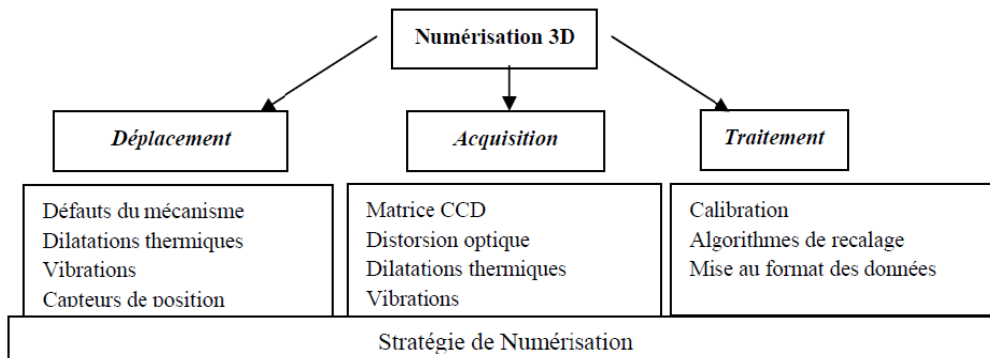 Numérisation 3D
Déplacement
Acquisition
Traitement
Défauts du mécanisme
Dilatations thermiques
Vibrations
Capteurs de position
Matrice CCD
Distorsion optique
Dilatations thermiques
Vibrations
Calibration
Algorithmes de recalage
Mise au format des données
Stratégie de Numérisation